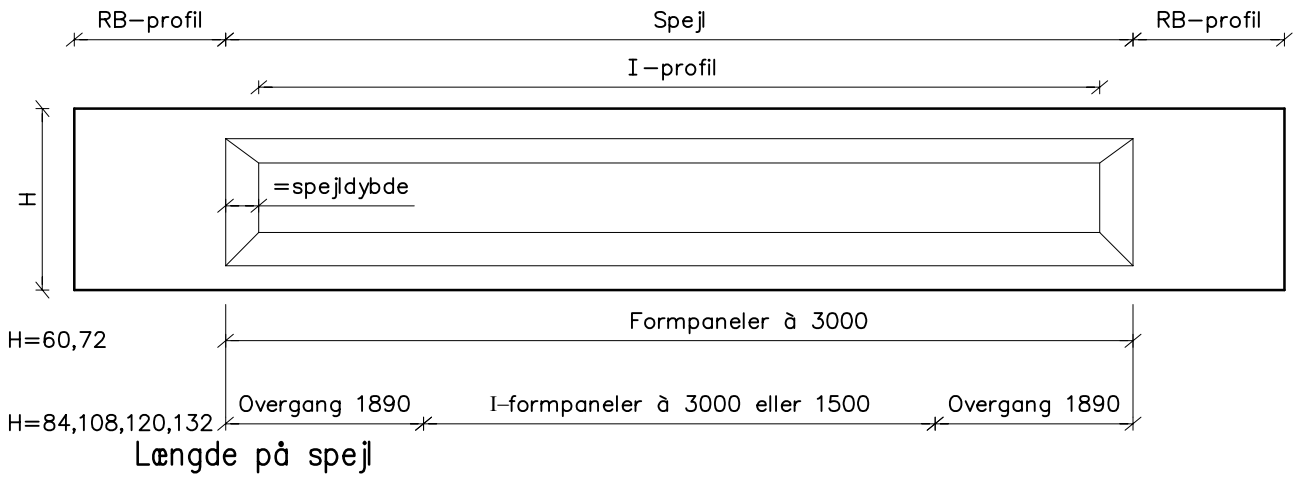 RB-profil Spejl RB-profil
I-profil
H
=spejldybde
Formpaneler à 3000
H=60,72
Overgang 1890 I-formpaneler à 3000 eller 1500 Overgang 1890
H=84,108,120,132
Længde på spejl